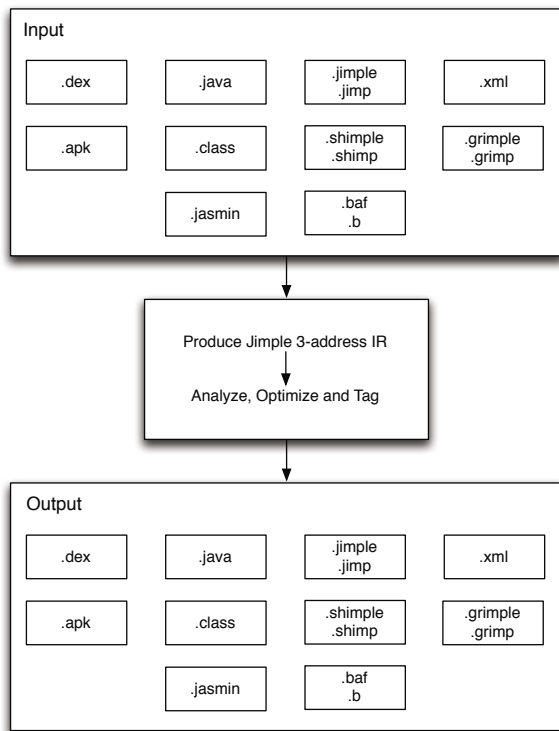 Input
.dex
.java
.jimple
.jimp
.xml
.apk
.class
.shimple
.shimp
.grimple
.grimp
.jasmin
.baf
.b
Produce Jimple 3-address IR
Analyze, Optimize and Tag
Output
.dex
.java
.jimple
.jimp
.xml
.apk
.class
.shimple
.shimp
.grimple
.grimp
.jasmin
.baf
.b